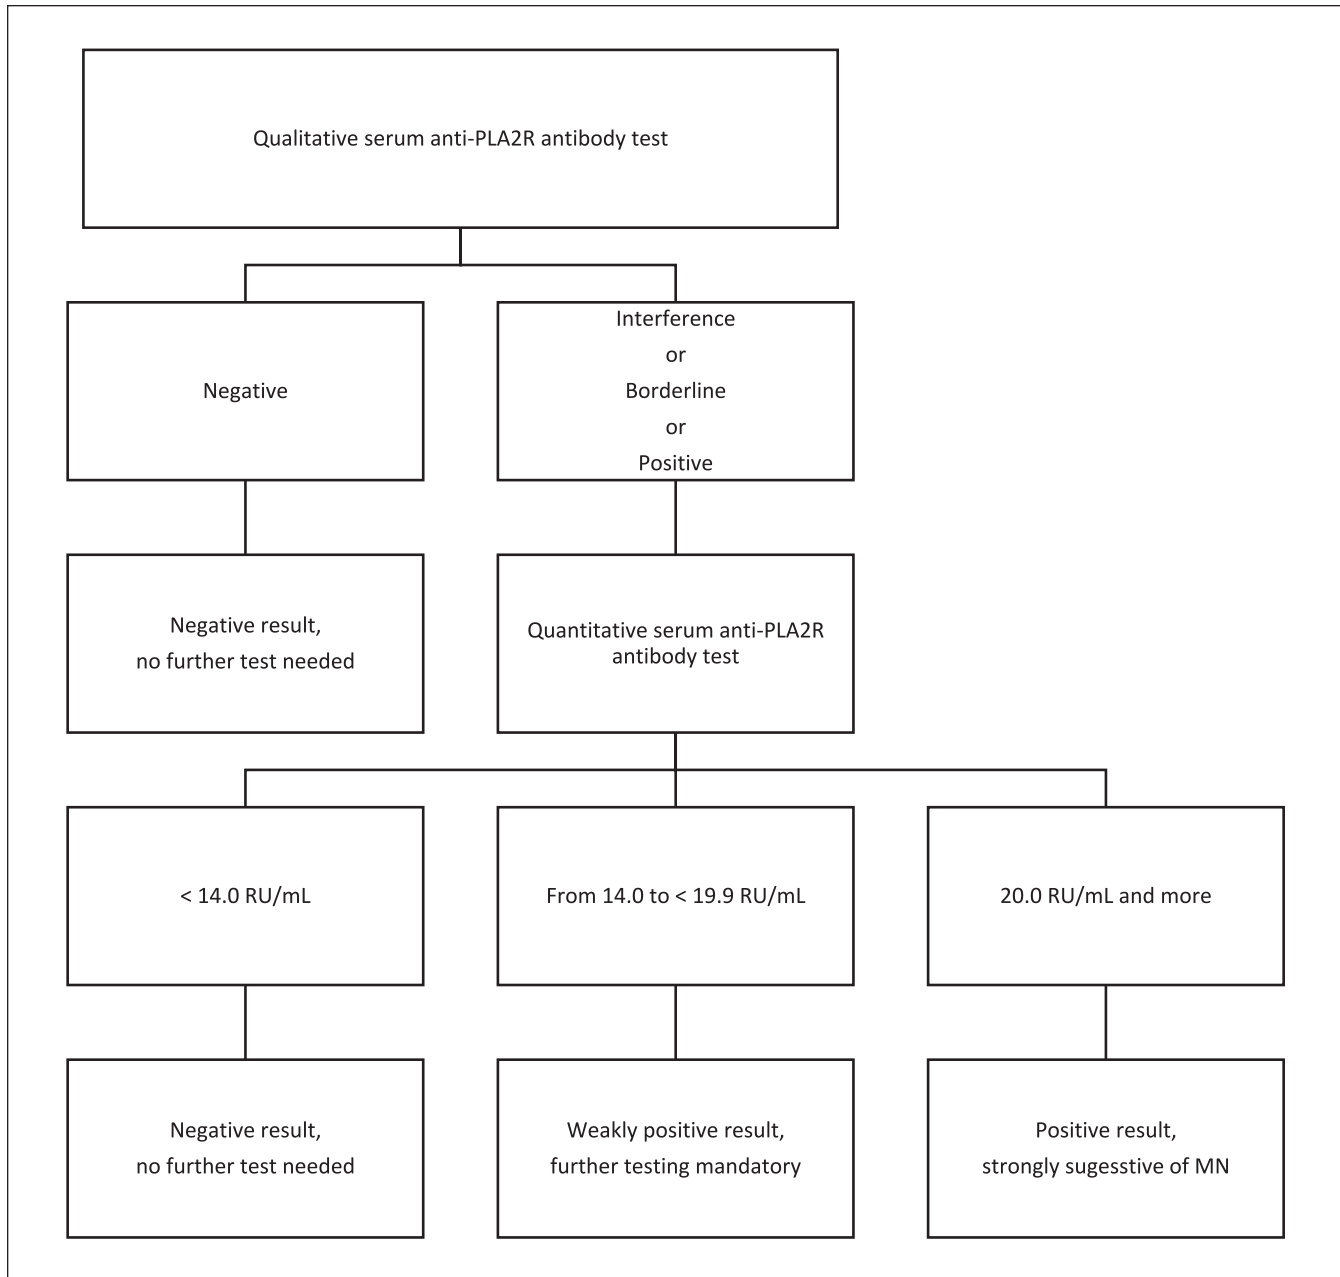 Qualitative serum anti-PLA2R antibody test
Negative
Interference
or
Borderline
or
Positive
Negative result,
no further test needed
Quantitative serum anti-PLA2R
antibody test
< 14.0 RU/mL
From 14.0 to < 19.9 RU/mL
20.0 RU/mL and more
Negative result,
no further test needed
Weakly positive result,
further testing mandatory
Positive result,
strongly sugesstive of MN